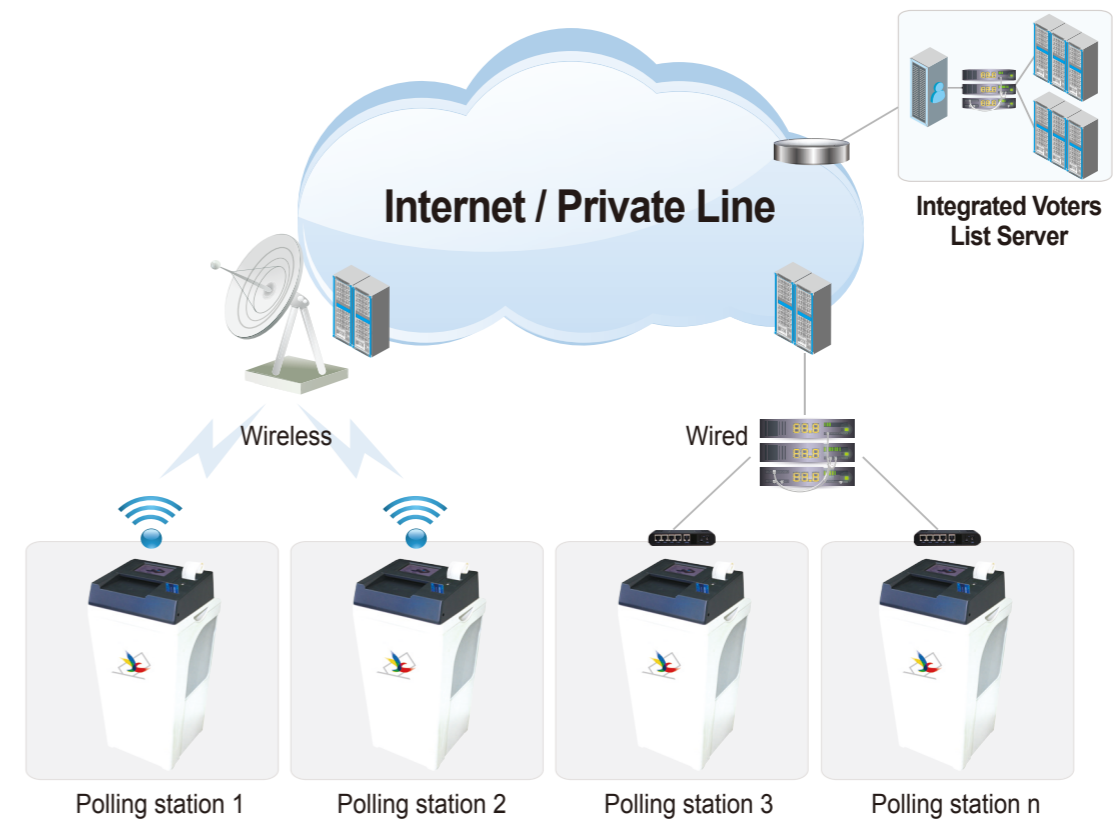 Internet / Private Line
Integrated Voters
List Server
Wireless
Wired
Polling station 1
Polling station 2
Polling station 3
Polling station n